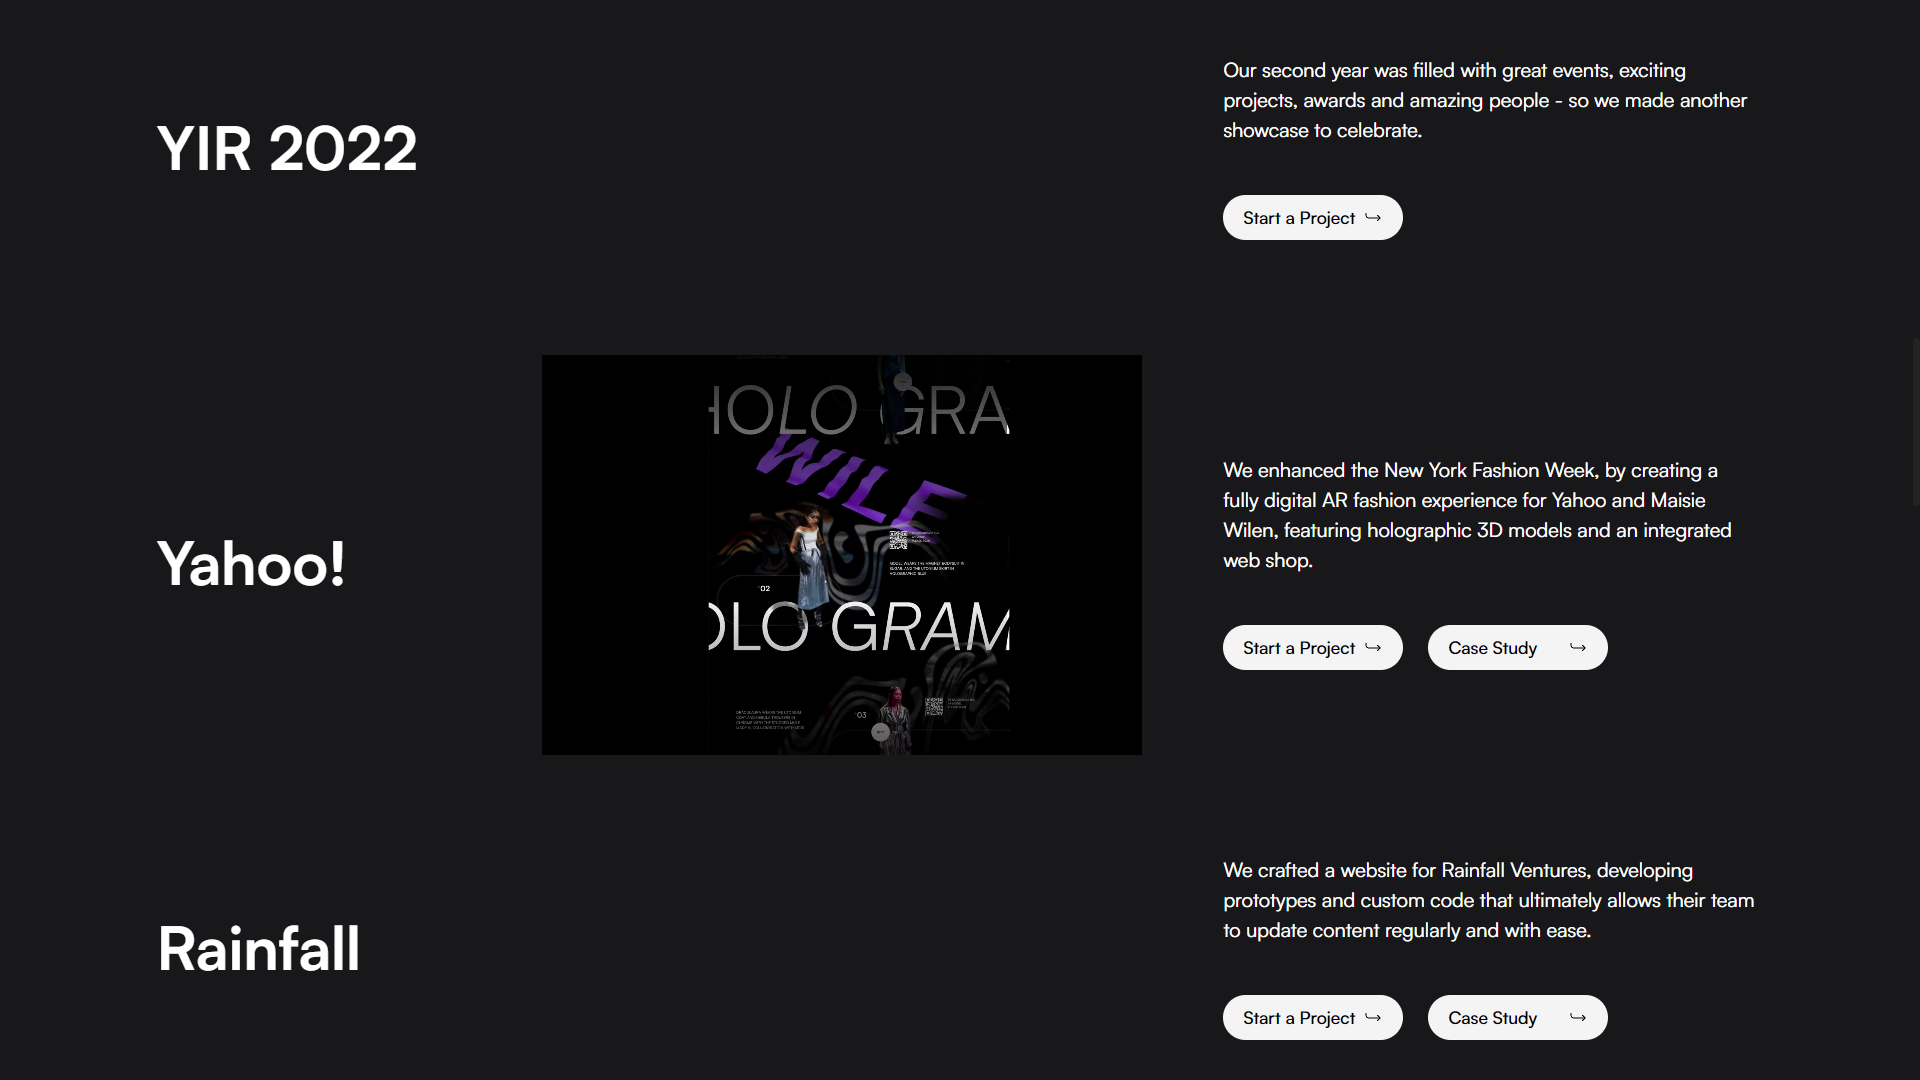 YIR 2022
Our second year was filled with great events, exciting
projects, awards and amazing people - so we made another
showcase to celebrate.
Start a Project
Yahoo!
HOLO GRA
WILE
02
OLO GRAM
03
We enhanced the New York Fashion Week, by creating a
fully digital AR fashion experience for Yahoo and Maisie
Wilen, featuring holographic 3D models and an integrated
web shop.
Start a Project
Case Study
Rainfall
We crafted a website for Rainfall Ventures, developing
prototypes and custom code that ultimately allows their team
to update content regularly and with ease.
Start a Project
Case Study